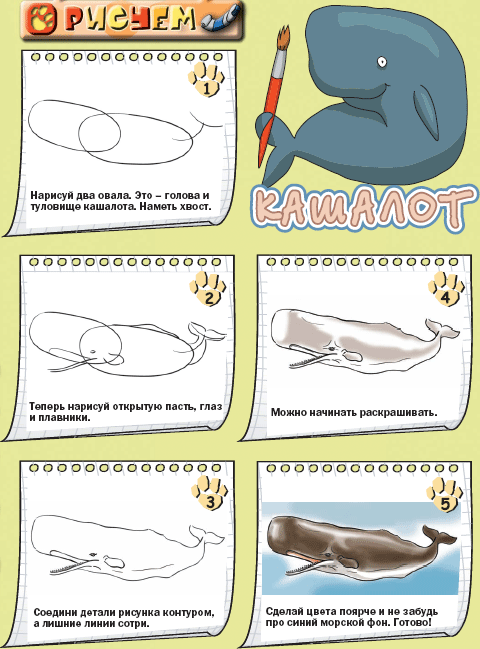 РИСУЕМ
1
Нарисуй два овала. Это – голова и
туловище кашалота. Наметь хвост.
КАШАЛОТ
2
Теперь нарисуй открытую пасть, глаз
и плавники.
4
Можно начинать раскрашивать.
3
Соедини детали рисунка контуром,
а лишние линии сотри.
5
Сделай цвета поярче и не забудь
про синий морской фон. Готово!